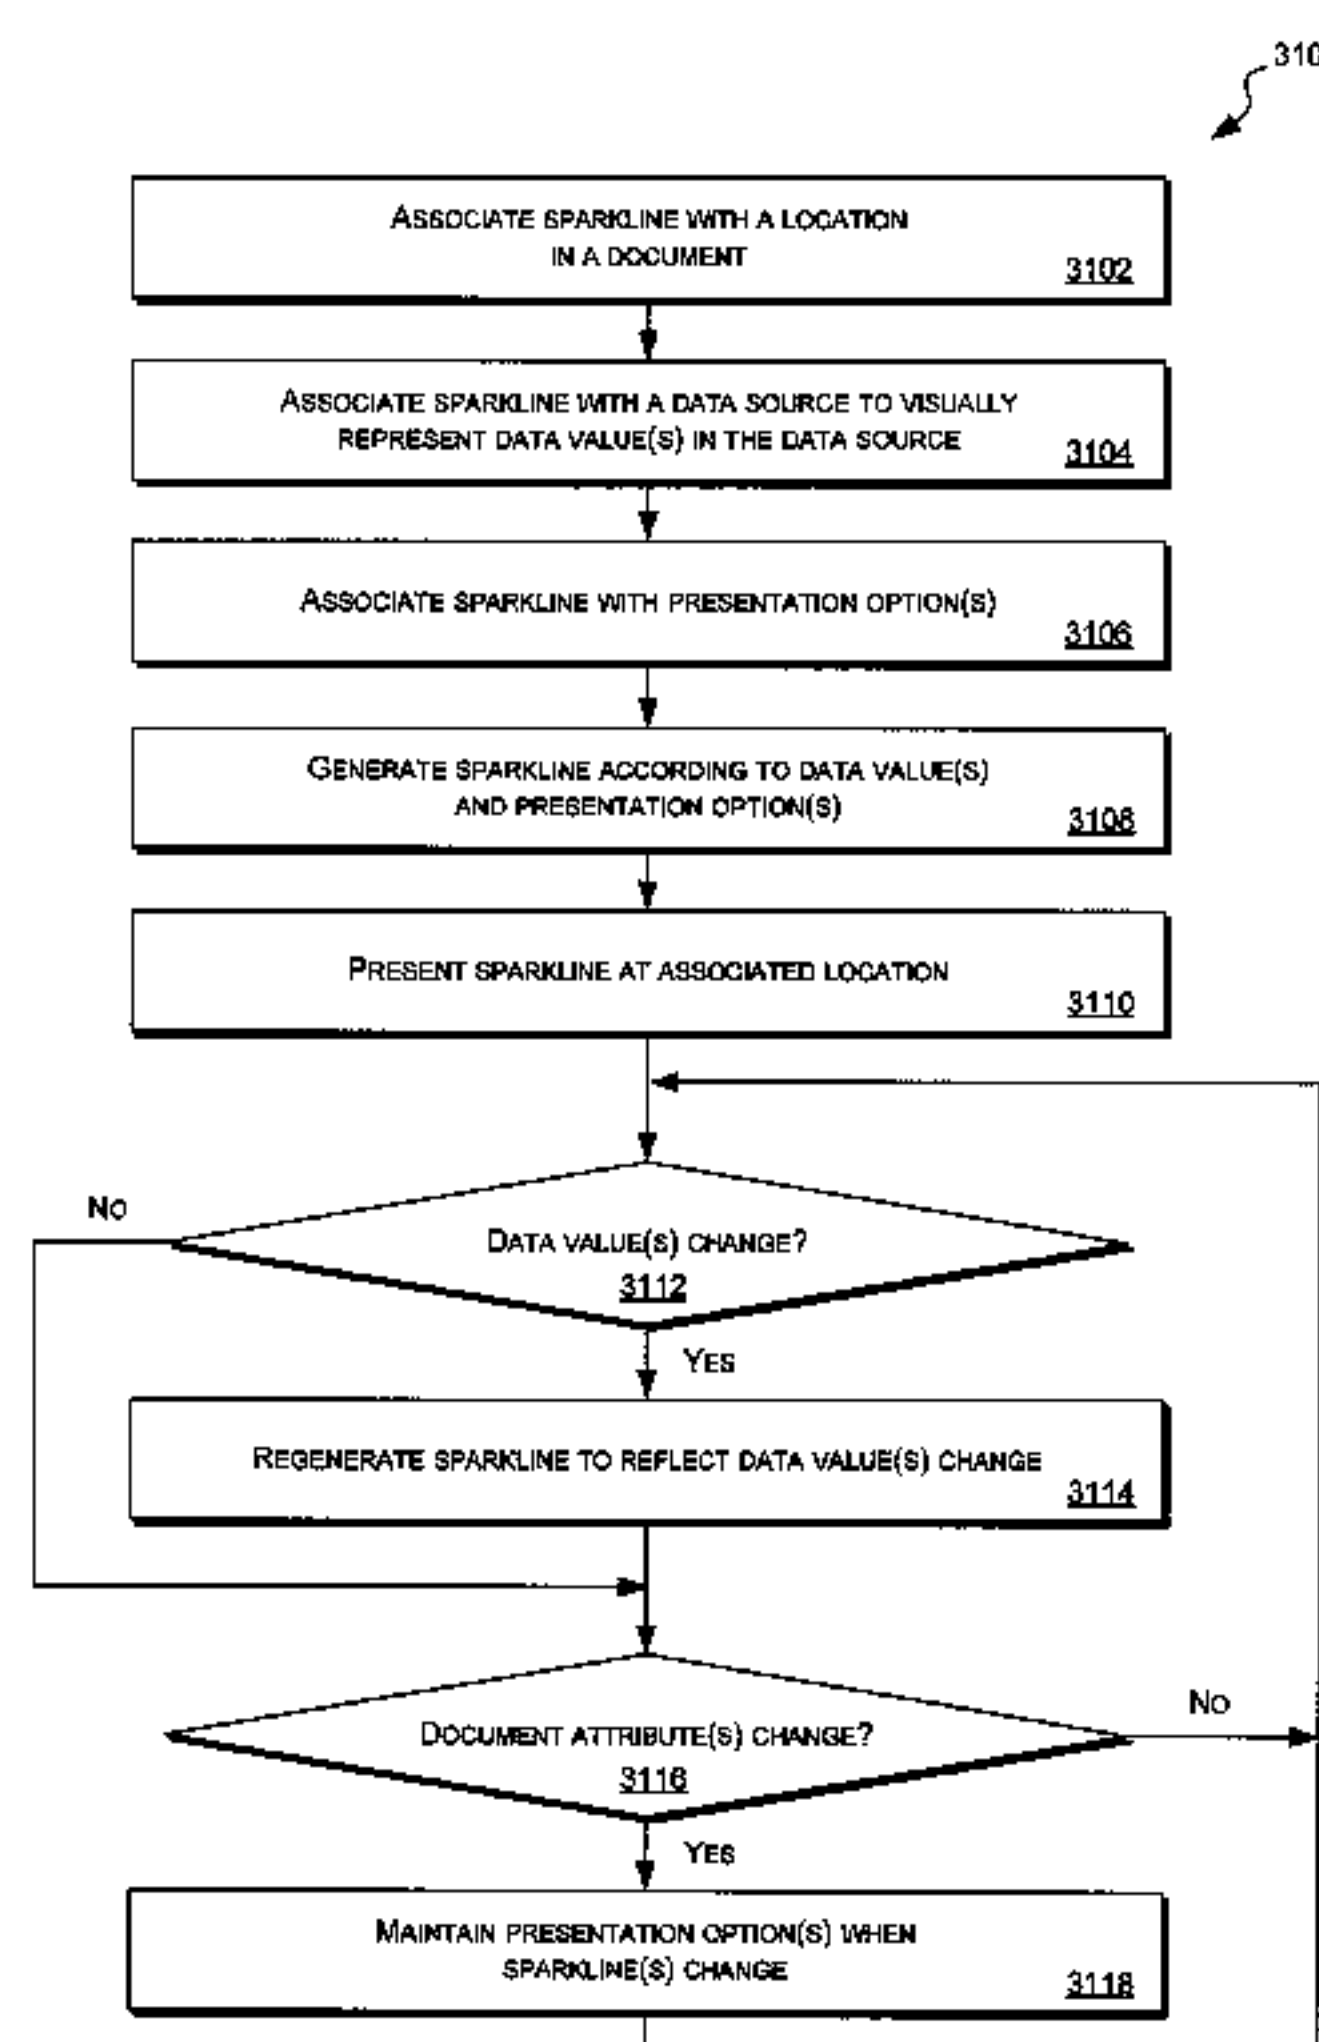 310
ASSOCIATE SPARKLINE WITH A LOCATION
IN A DOCUMENT
3102
ASSOCIATE SPARKLINE WITH A DATA SOURCE TO VISUALLY
REPRESENT DATA VALUE(S) IN THE DATA SOURCE
3104
ASSOCIATE SPARKLINE WITH PRESENTATION OPTION(S)
3106
GENERATE SPARKLINE ACCORDING TO DATA VALUE(S)
AND PRESENTATION OPTION(S)
3108
PRESENT SPARKLINE AT ASSOCIATED LOCATION
3110
NO
DATA VALUE(S) CHANGE?
3112
YES
REGENERATE SPARKLINE TO REFLECT DATA VALUE(S) CHANGE
3114
DOCUMENT ATTRIBUTE(S) CHANGE?
NO
3116
YES
MAINTAIN PRESENTATION OPTION(S) WHEN
SPARKLINE(S) CHANGE
3118